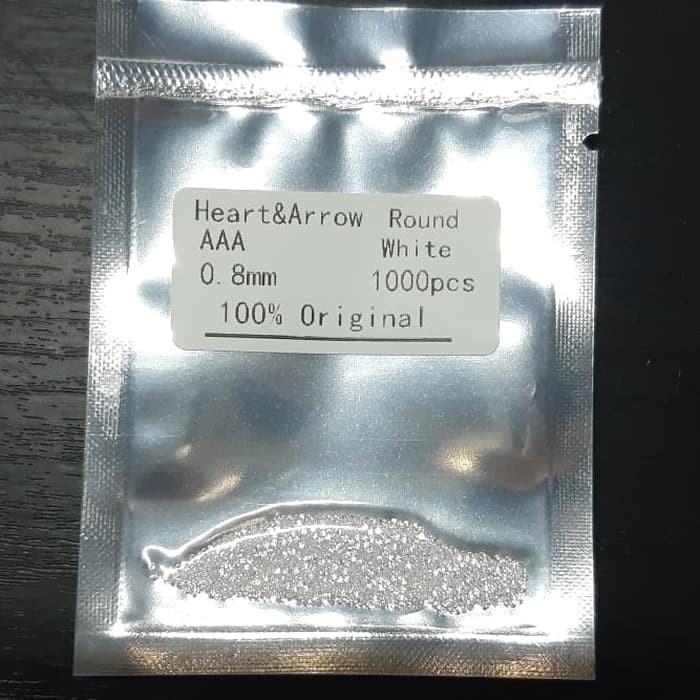 Heart&Arrow Round
AAA White
0.8mm 1000pcs
100% Original